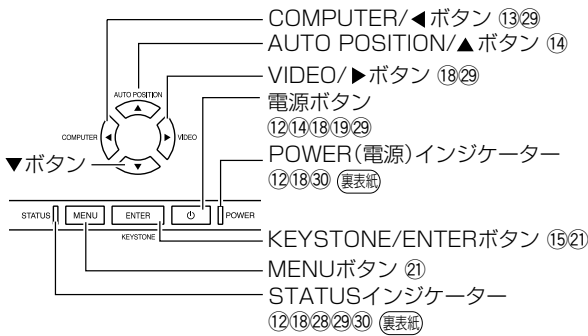 COMPUTER/◀ボタン ⑬㉙
AUTO POSITION/▲ボタン ⑭
VIDEO/▶ボタン ⑱㉙
電源ボタン
⑫⑭⑱⑲㉙
POWER(電源)インジケーター
⑫⑱㉚ 裏表紙
AUTO POSITION
▲
COMPUTER ◀ ▶ VIDEO
▼
▼ボタン
STATUS MENU ENTER ⏻ POWER
KEYSTONE
KEYSTONE/ENTERボタン ⑮㉑
MENUボタン ㉑
STATUSインジケーター
⑫⑱㉘㉙㉚ 裏表紙